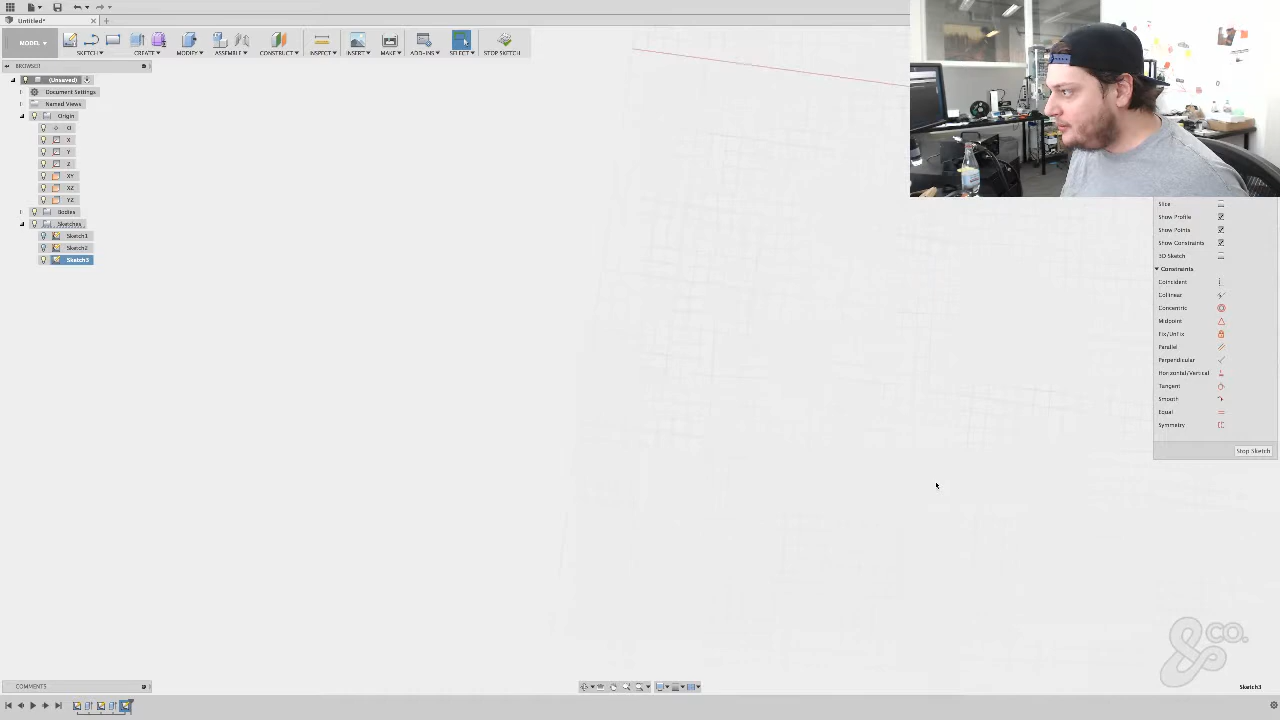 Untitled*
MODEL
SKETCH CREATE MODIFY ASSEMBLE CONSTRUCT INSPECT INSERT MAKE ADD-INS SELECT STOP SKETCH
BROWSER
(Unsaved)
Document Settings
Named Views
Origin
O
X
Y
Z
XY
XZ
YZ
Bodies
Sketches
Sketch1
Sketch2
Sketch3
Slice
Show Profile
Show Points
Show Constraints
3D Sketch
Constraints
Coincident
Collinear
Concentric
Midpoint
Fix/UnFix
Parallel
Perpendicular
Horizontal/Vertical
Tangent
Smooth
Equal
Symmetry
Stop Sketch
&CO.
COMMENTS
Sketch3